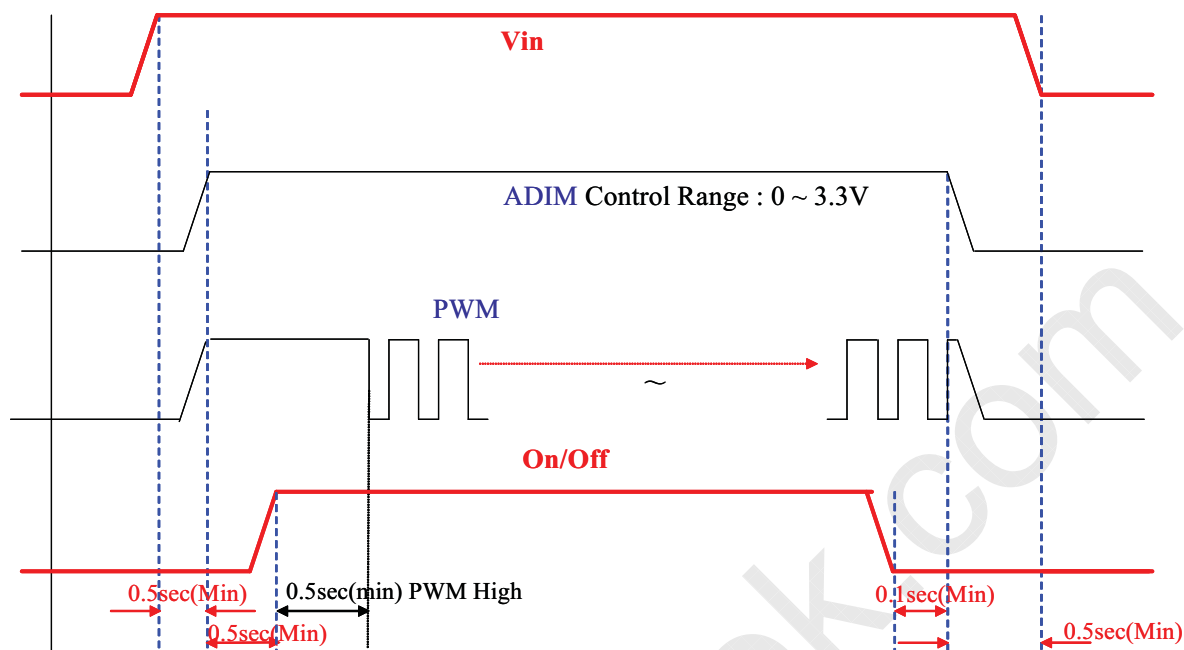 Vin
ADIM Control Range : 0 ~ 3.3V
PWM
~
On/Off
0.5sec(Min)
0.5sec(min) PWM High
0.1sec(Min)
0.5sec(Min)
0.5sec(Min)
k.com